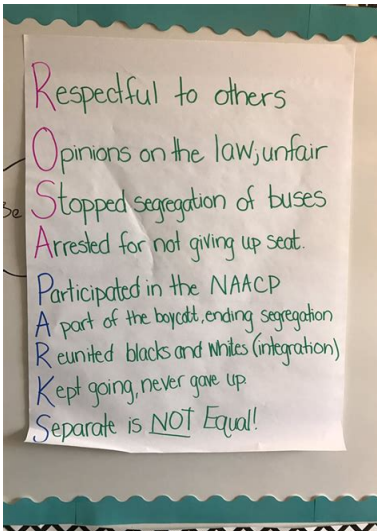 Respectful to others
Opinions on the law; unfair
Stopped segregation of buses
Be
Arrested for not giving up seat.
Participated in the NAACP
A part of the boycott, ending segregation
Reunited blacks and whites (integration)
Kept going, never gave up.
Separate is NOT Equal!